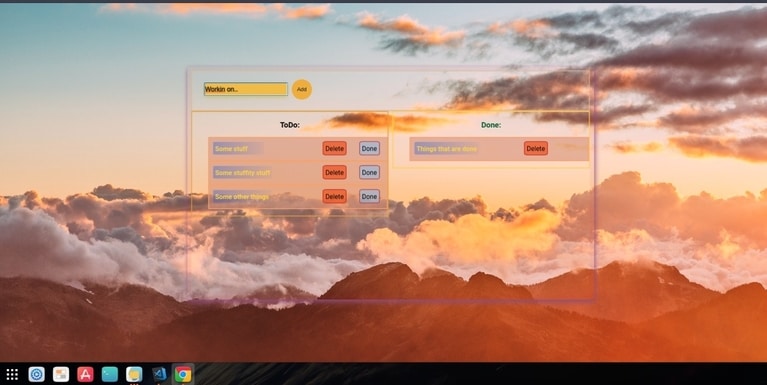 Workin on..
Add
ToDo:
Done:
Some stuff Delete Done
Things that are done Delete
Some stuffity stuff Delete Done
Some other things Delete Done